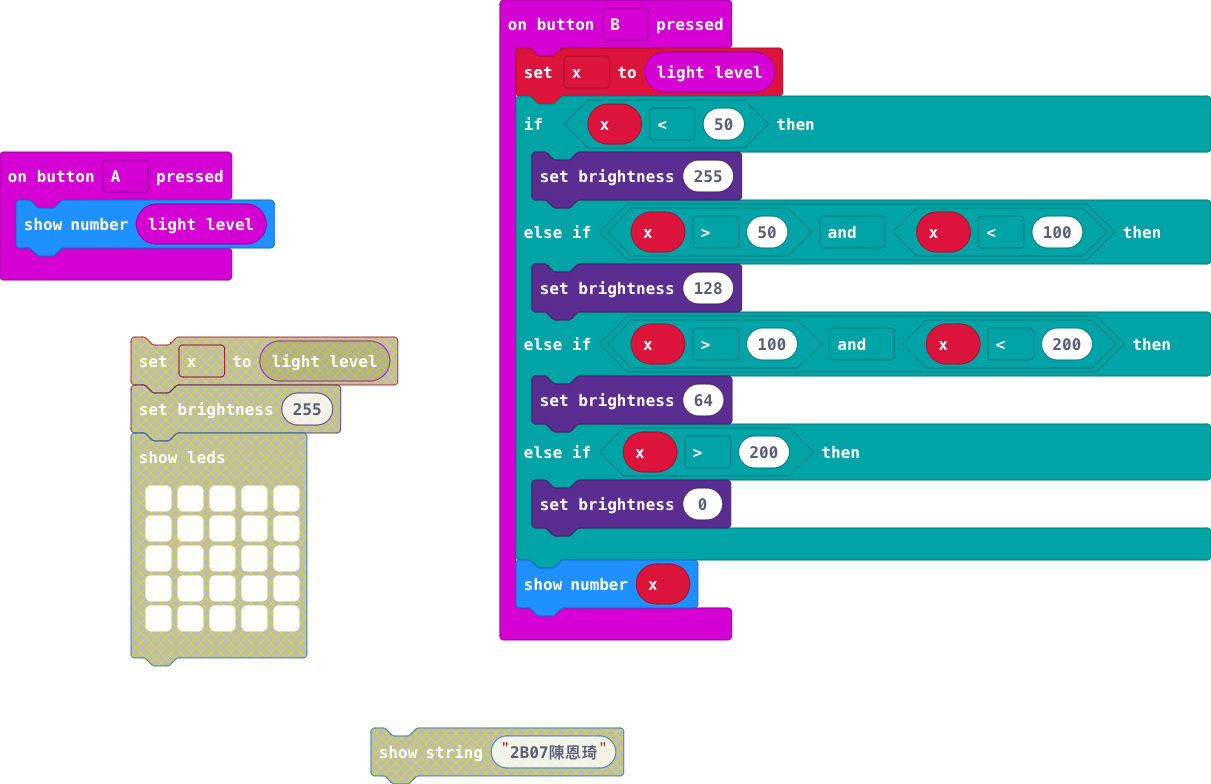 on button A pressed
show number light level
set x to light level
set brightness 255
show leds
on button B pressed
set x to light level
if x < 50 then
set brightness 255
else if x > 50 and x < 100 then
set brightness 128
else if x > 100 and x < 200 then
set brightness 64
else if x > 200 then
set brightness 0
show number x
show string "2B07陳恩琦"